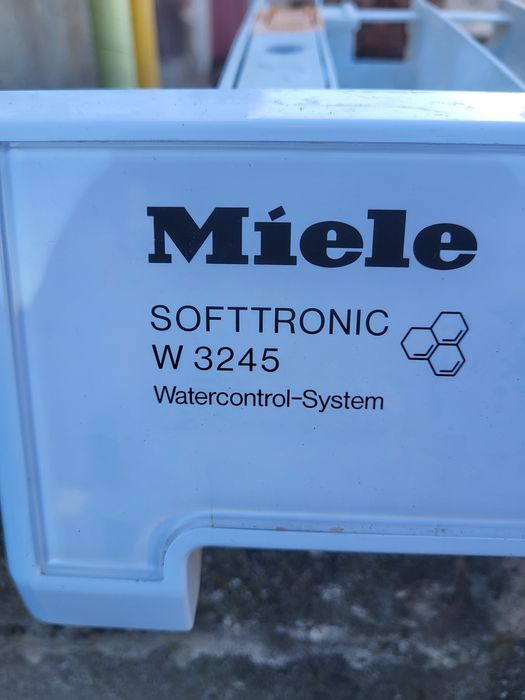 Miele
SOFTTRONIC
W 3245
Watercontrol-System